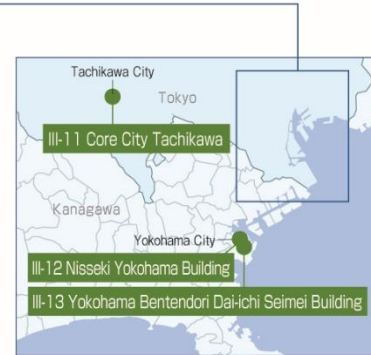 Tachikawa City
Tokyo
III-11 Core City Tachikawa
Kanagawa
Yokohama City
III-12 Nisseki Yokohama Building
III-13 Yokohama Bentendori Dai-ichi Seimei Building